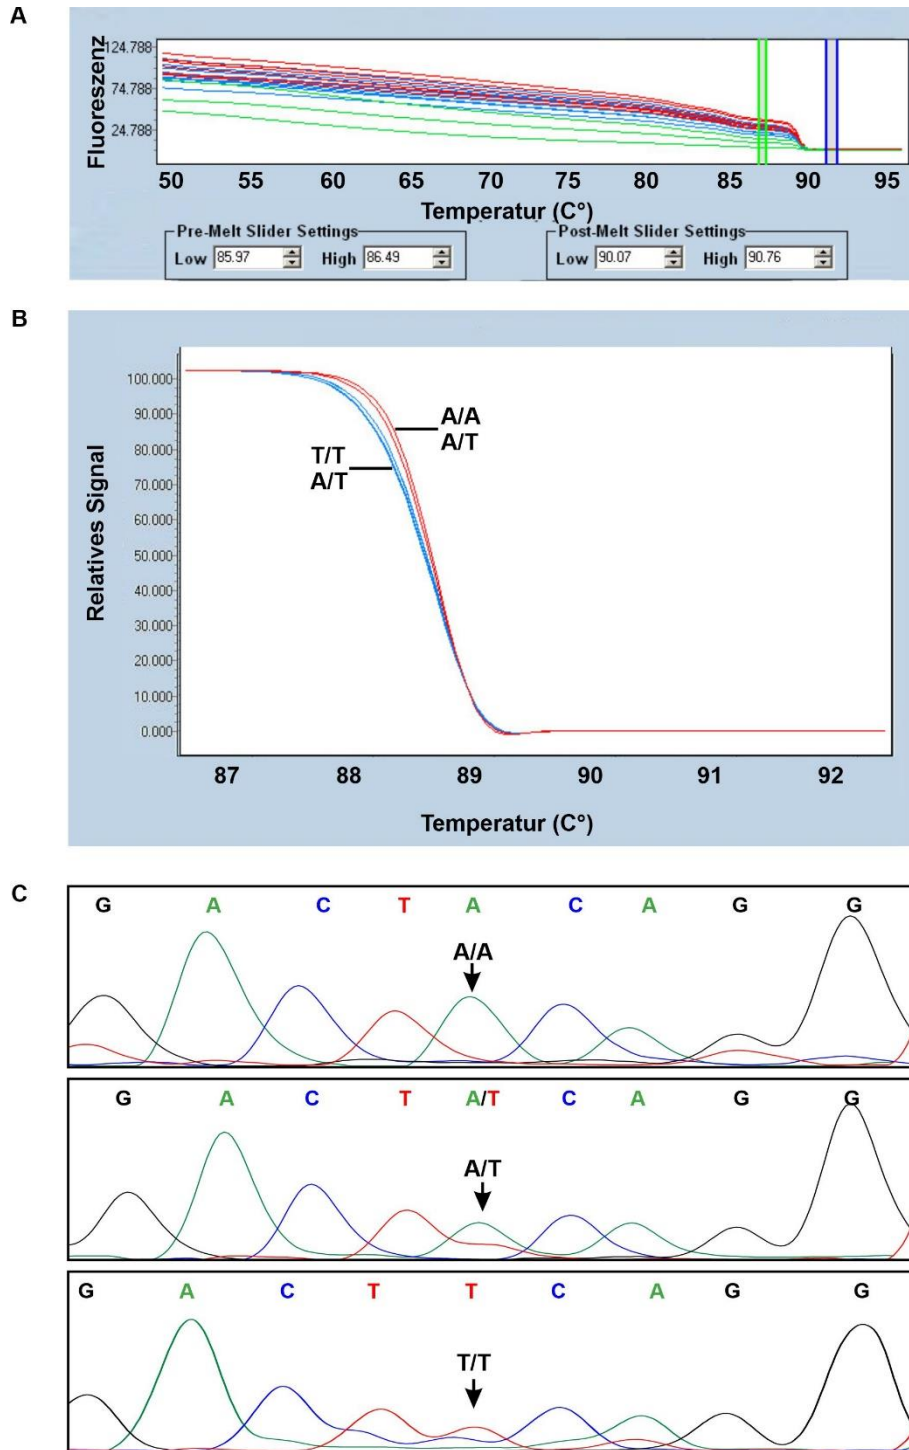 A
Fluoreszenz
124.788
74.788
24.788
50 55 60 65 70 75 80 85 90 95
Temperatur (C°)
Pre-Melt Slider Settings
Low 85.97 High 86.49
Post-Melt Slider Settings
Low 90.07 High 90.76
B
Relatives Signal
100.000
90.000
80.000
70.000
60.000
50.000
40.000
30.000
20.000
10.000
0.000
A/A
A/T
T/T
A/T
87 88 89 90 91 92
Temperatur (C°)
C
G A C T A C A G G
A/A
G A C T A/T C A G G
A/T
G A C T T C A G G
T/T